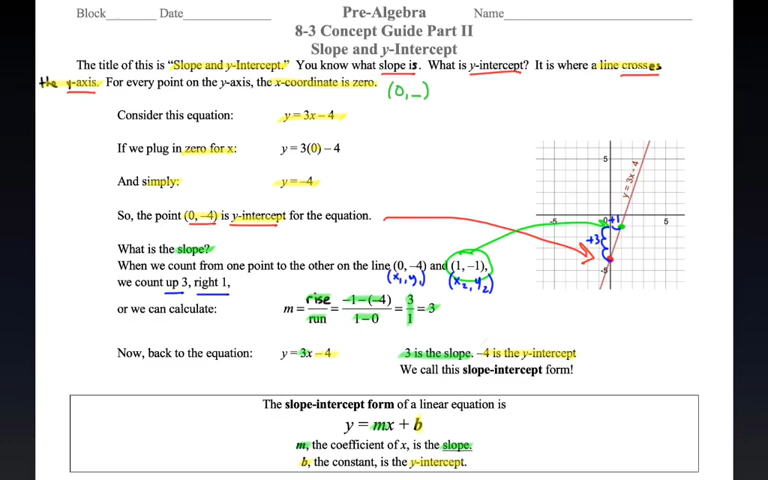 Block________ Date____________ Pre-Algebra Name____________________________
8-3 Concept Guide Part II
Slope and y-Intercept
The title of this is “Slope and y-Intercept.” You know what slope is. What is y-intercept? It is where a line crosses
the y-axis. For every point on the y-axis, the x-coordinate is zero.
(0, _)
Consider this equation: y = 3x – 4
If we plug in zero for x: y = 3(0) – 4
And simply: y = –4
So, the point (0, –4) is y-intercept for the equation.
What is the slope?
When we count from one point to the other on the line (0, –4) and (1, –1),
(x₁, y₁) (x₂, y₂)
we count up 3, right 1,
or we can calculate: m = rise/run = –1 – (–4)/1 – 0 = 3/1 = 3
5
y = 3x - 4
-5 0 +1 5
+3
-5
Now, back to the equation: y = 3x – 4 3 is the slope. –4 is the y-intercept
We call this slope-intercept form!
The slope-intercept form of a linear equation is
y = mx + b
m, the coefficient of x, is the slope.
b, the constant, is the y-intercept.